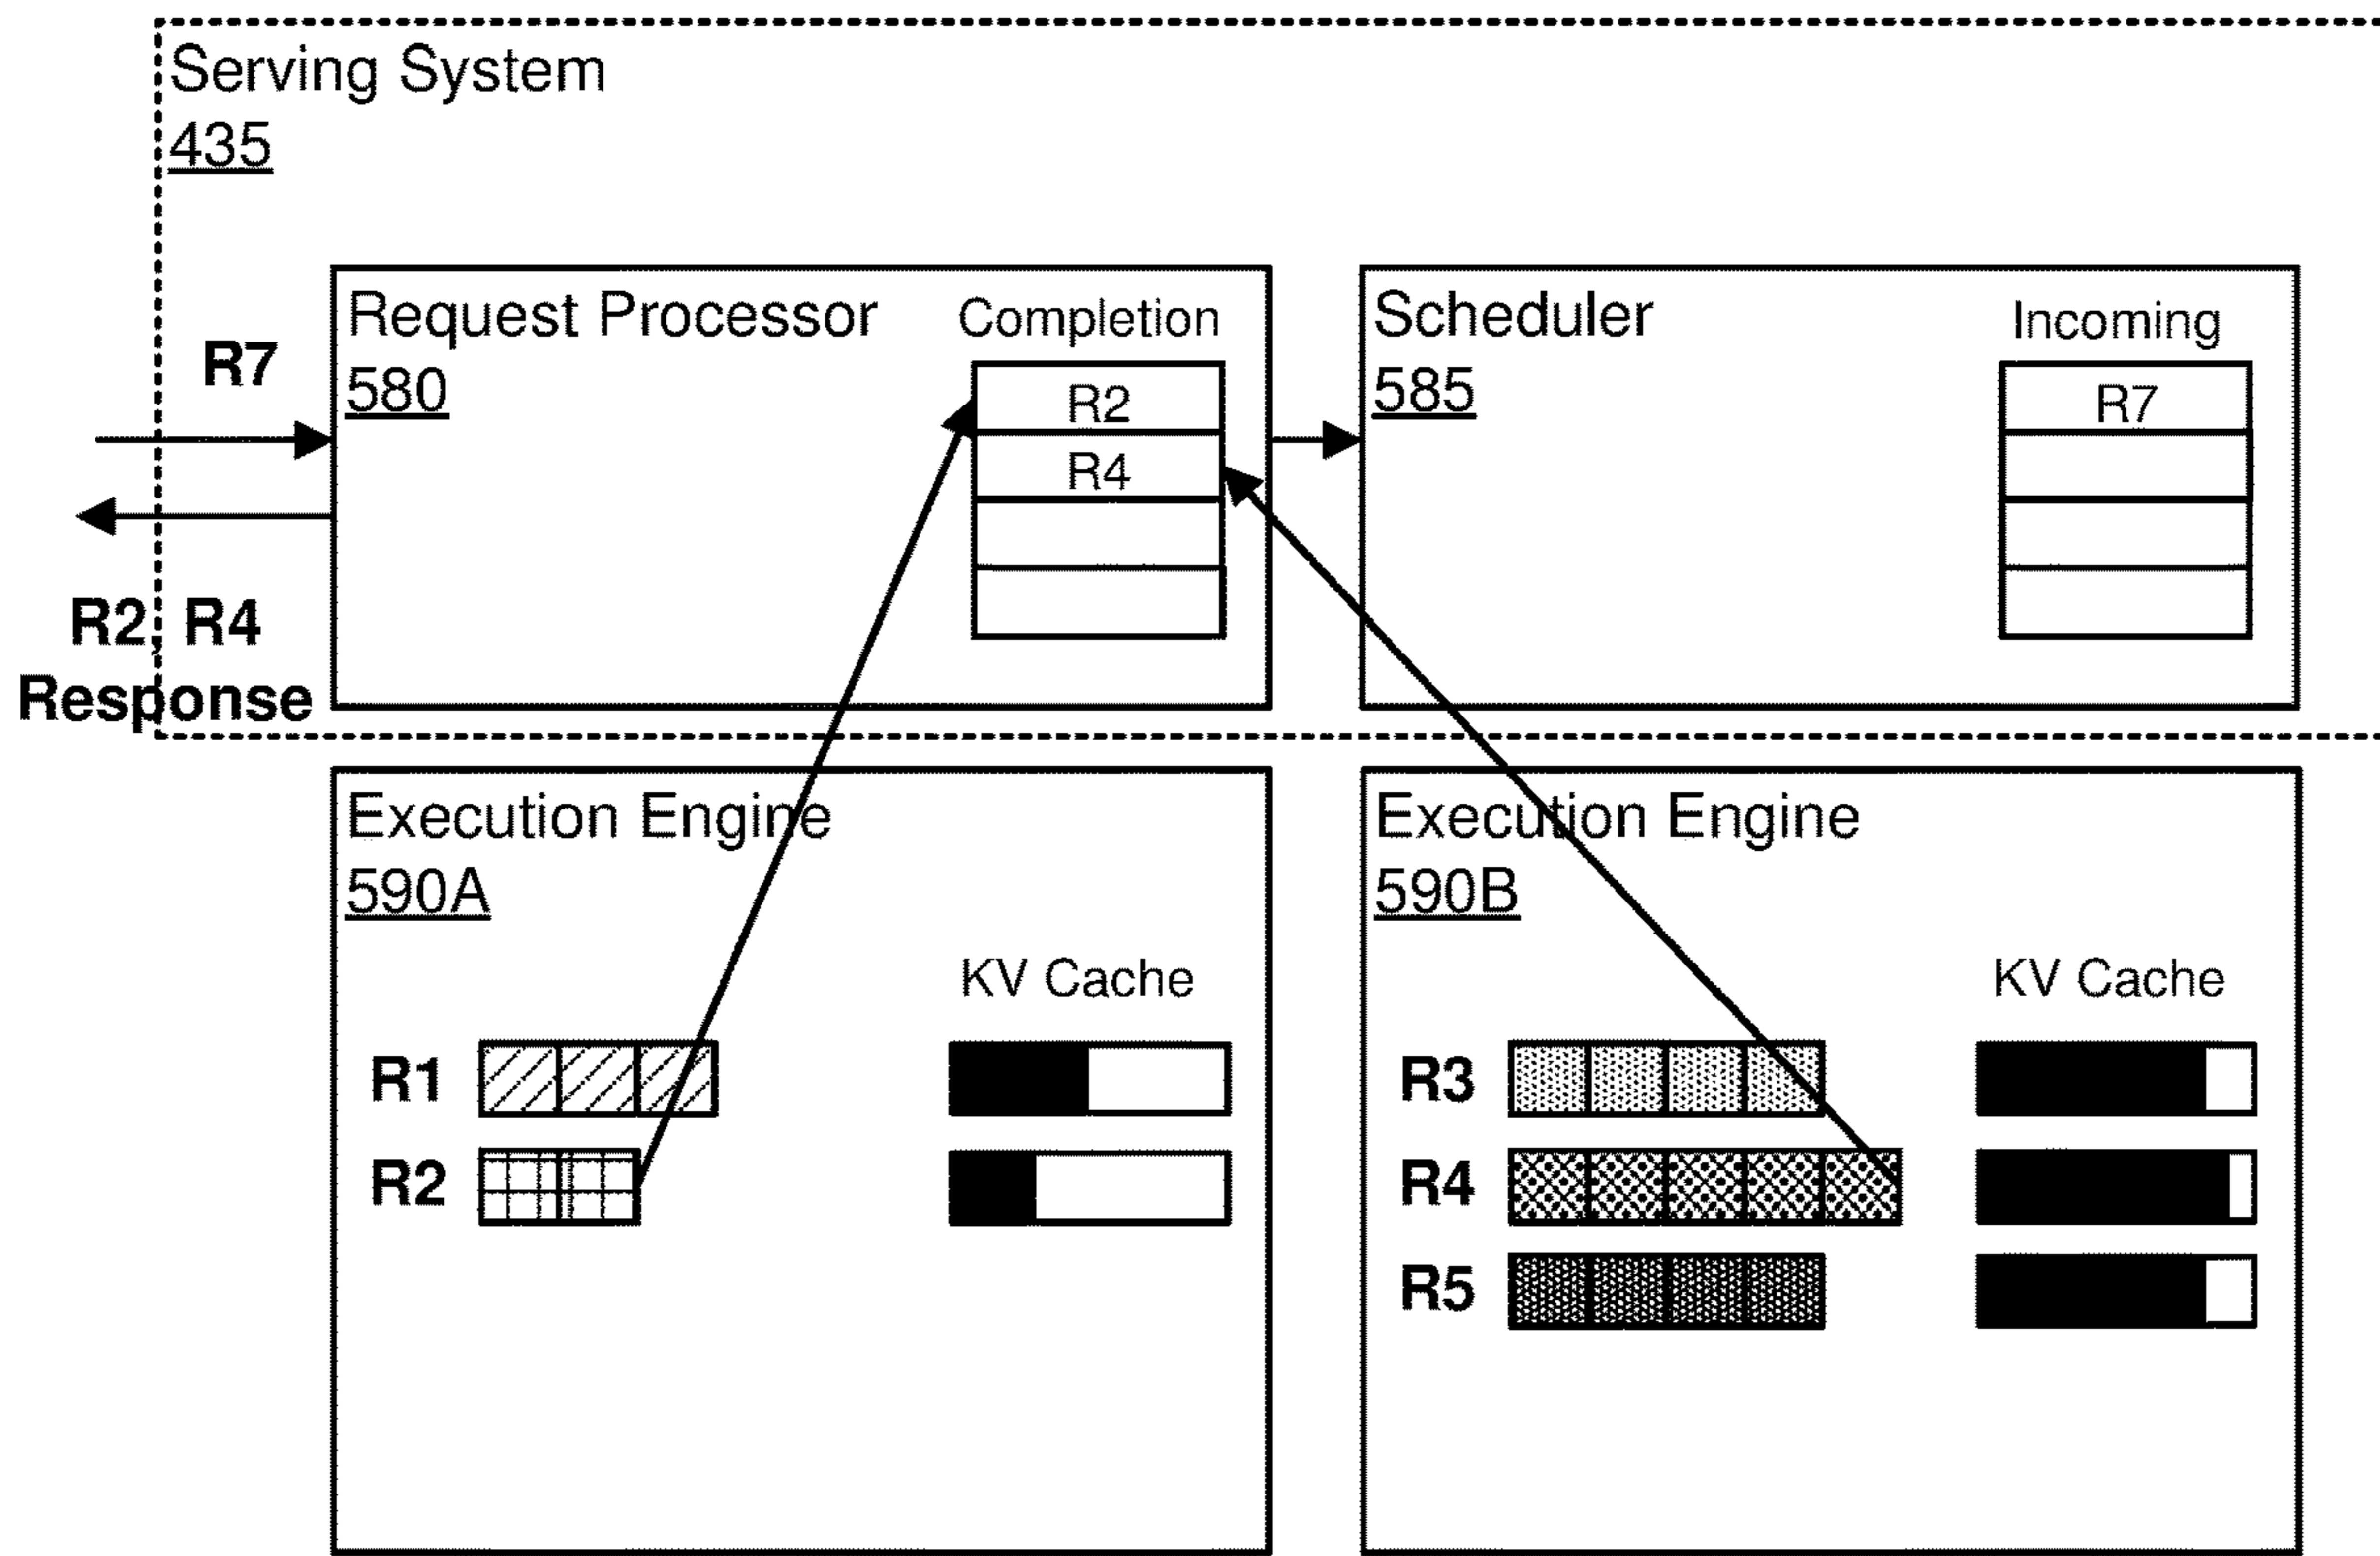 Serving System
435
R7
R2, R4
Response
Request Processor
580
Completion
R2
R4
Scheduler
585
Incoming
R7
Execution Engine
590A
KV Cache
R1
R2
Execution Engine
590B
KV Cache
R3
R4
R5